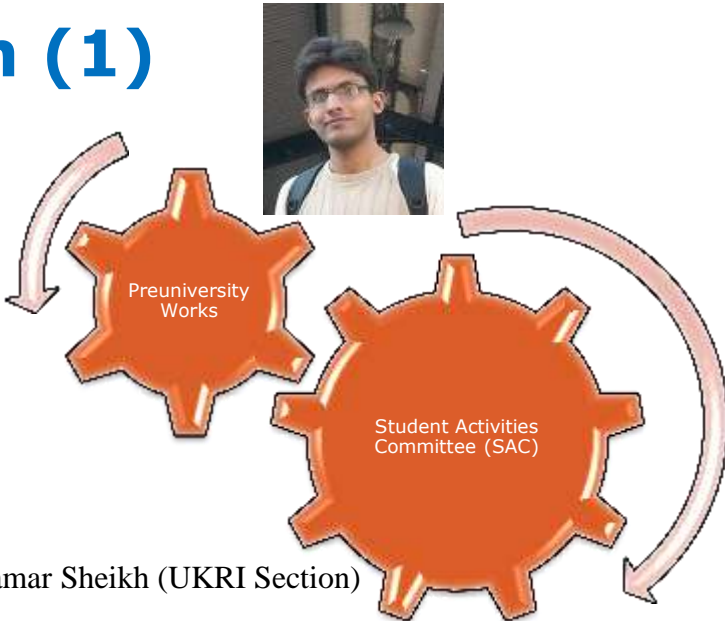 n (1)
Preuniversity
Works
Student Activities
Committee (SAC)
amar Sheikh (UKRI Section)